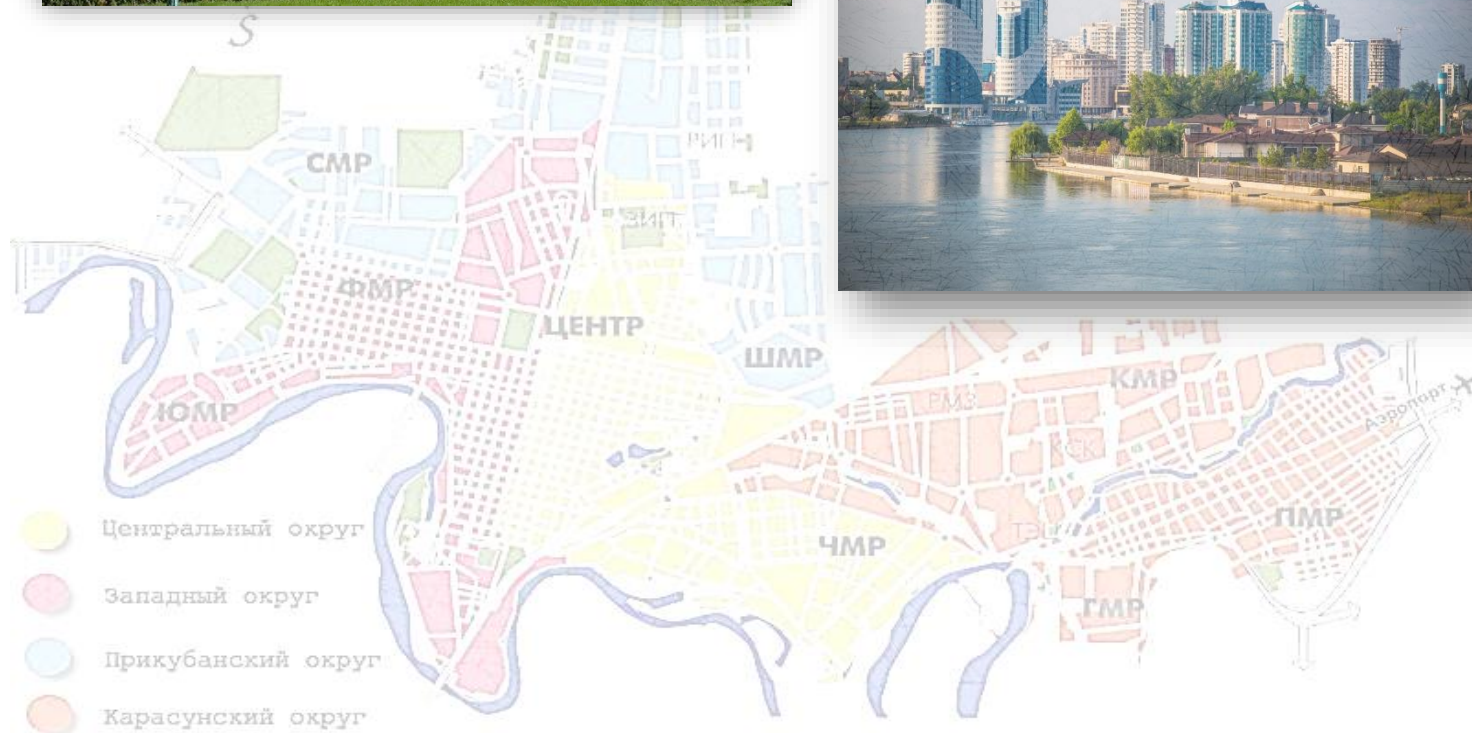 S
РИП
СМР
ЗИП
ФМР
ЦЕНТР
ШМР
КМР
РМЗ
ЮМР
Аэропорт
КСК
ПМР
ТЭЦ
ЧМР
ГМР
Центральный округ
Западный округ
Прикубанский округ
Карасунский округ